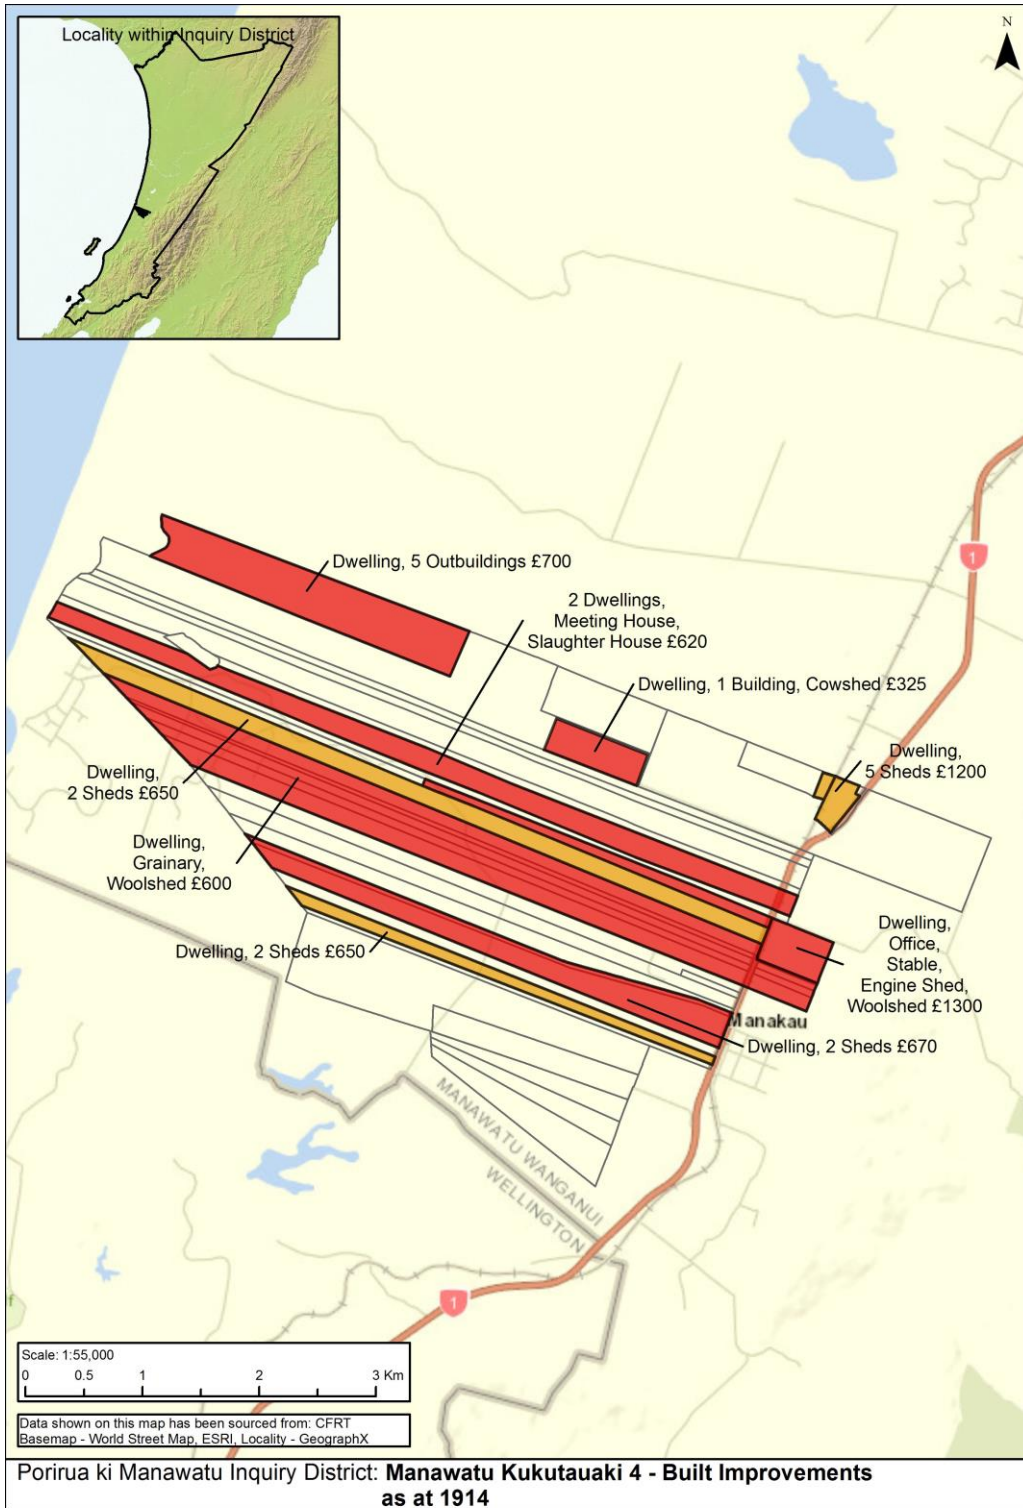 Locality within Inquiry District
N
Dwelling, 5 Outbuildings £700
2 Dwellings,
Meeting House,
Slaughter House £620
1
Dwelling, 1 Building, Cowshed £325
Dwelling,
5 Sheds £1200
Dwelling,
2 Sheds £650
Dwelling,
Grainary,
Woolshed £600
Dwelling,
Office,
Stable,
Engine Shed,
Woolshed £1300
Dwelling, 2 Sheds £650
Manakau
Dwelling, 2 Sheds £670
MANAWATU WANGANUI
WELLINGTON
1
Scale: 1:55,000
0 0.5 1 2 3 Km
Data shown on this map has been sourced from: CFRT
Basemap - World Street Map, ESRI, Locality - GeographX
Porirua ki Manawatu Inquiry District: Manawatu Kukutauaki 4 - Built Improvements
as at 1914